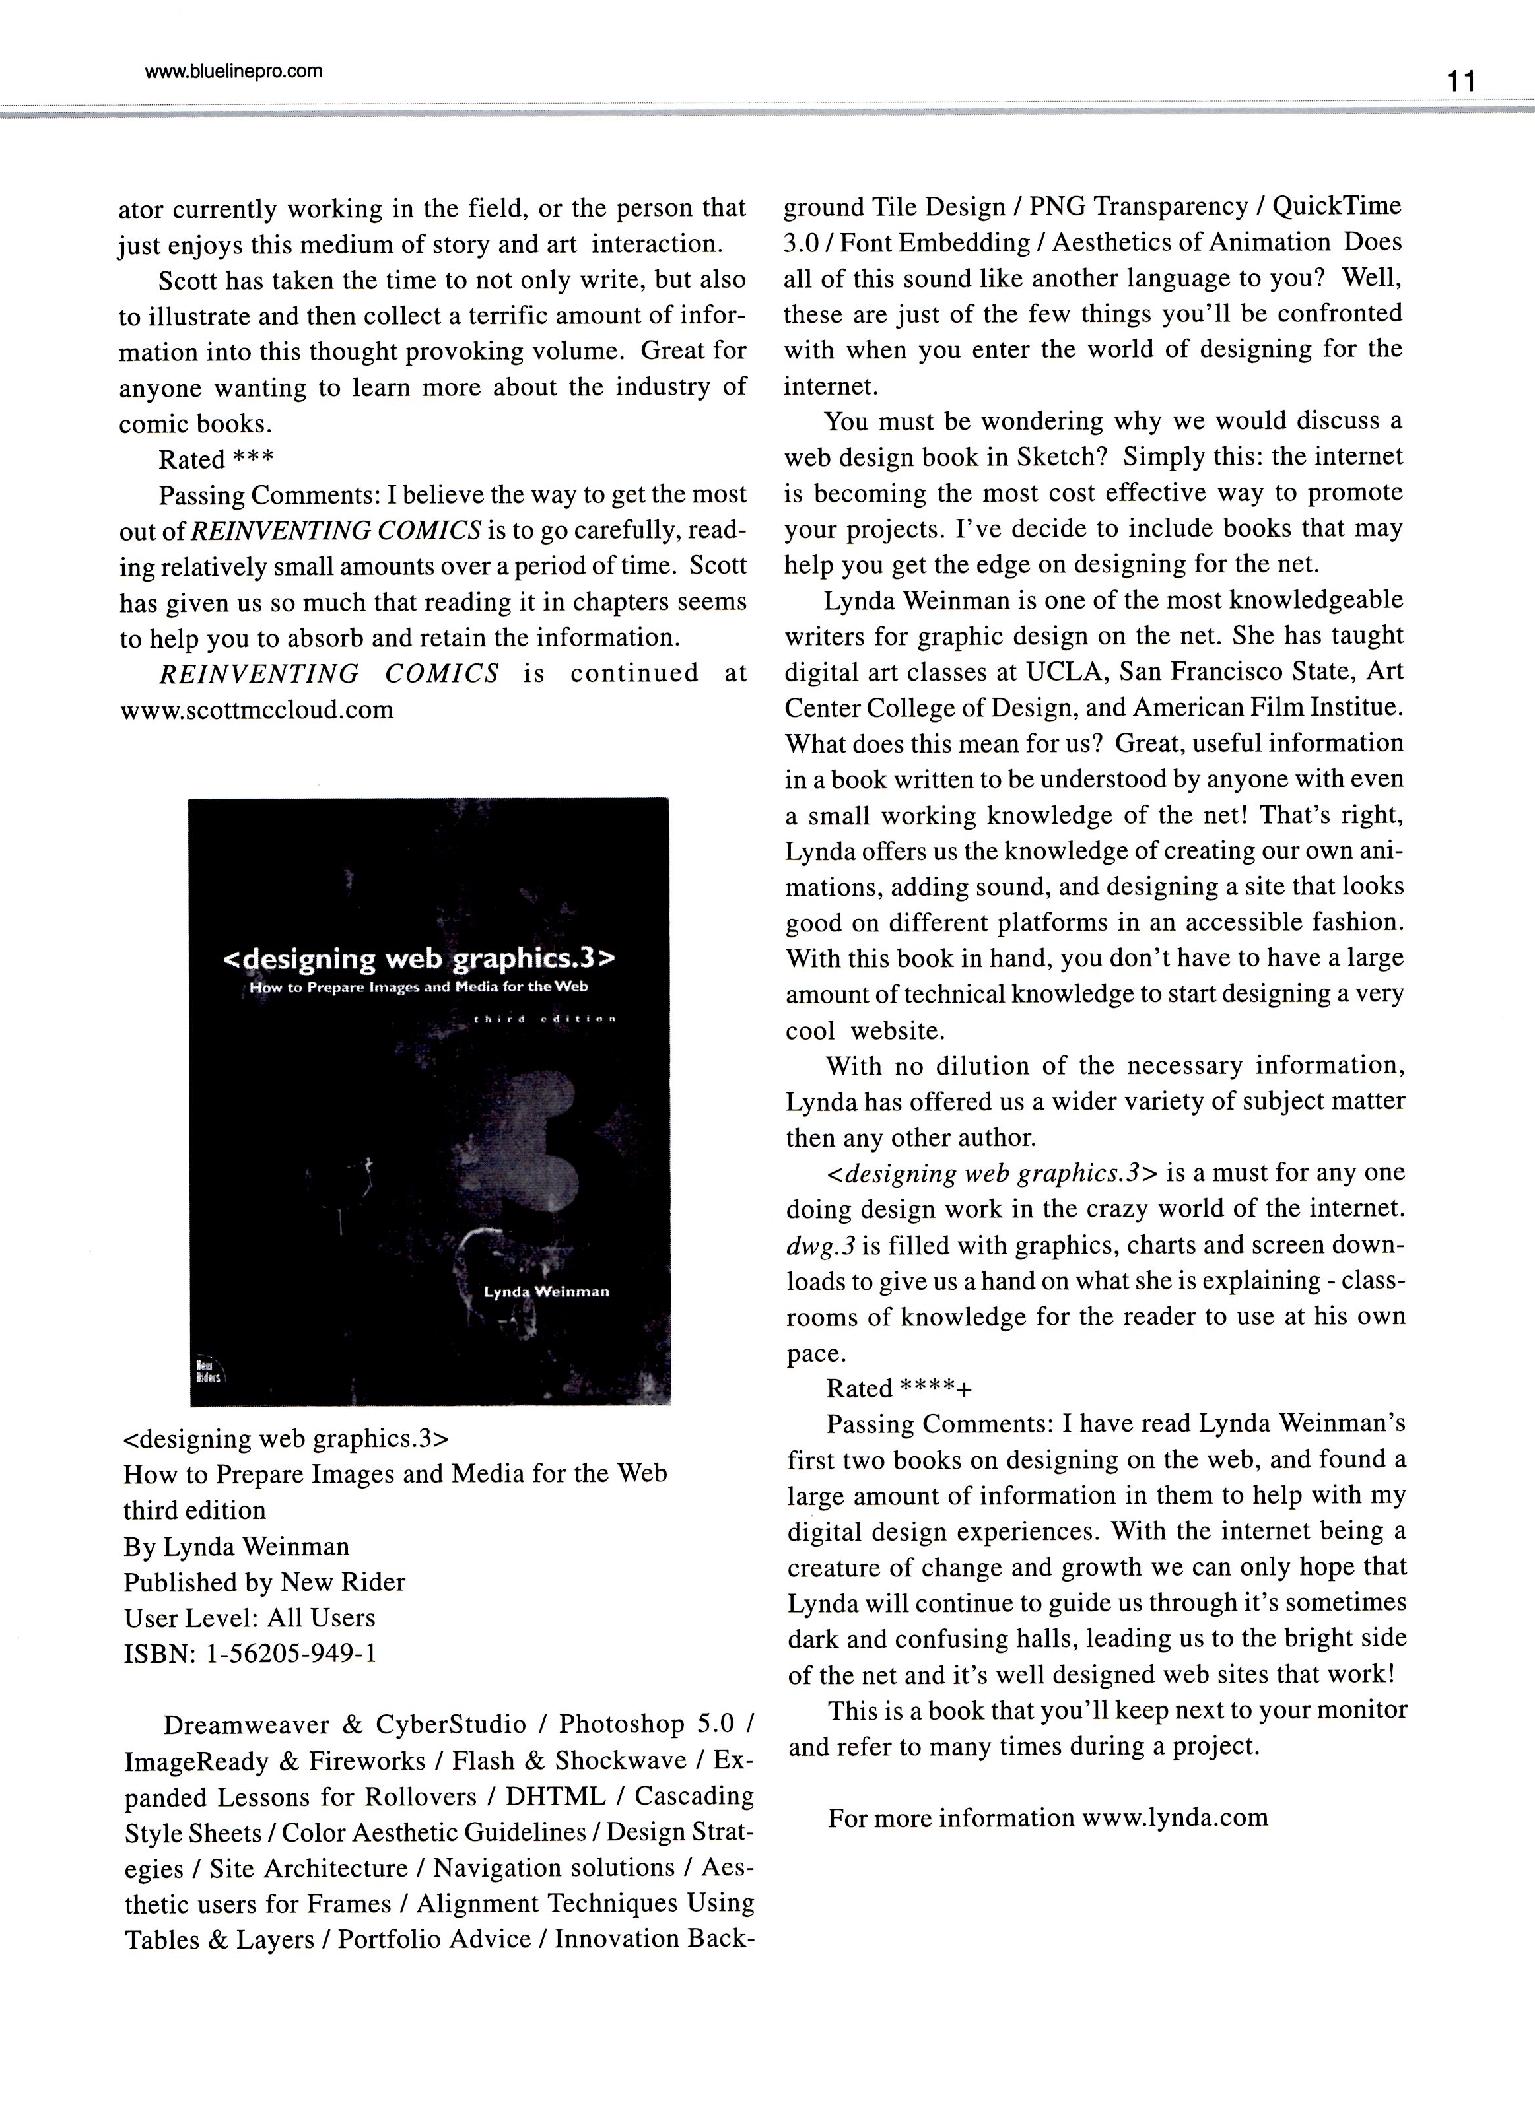 www.bluelinepro.com
11
ator currently working in the field, or the person that
just enjoys this medium of story and art interaction.
Scott has taken the time to not only write, but also
to illustrate and then collect a terrific amount of infor-
mation into this thought provoking volume. Great for
anyone wanting to learn more about the industry of
comic books.
Rated ***
Passing Comments: I believe the way to get the most
out of REINVENTING COMICS is to go carefully, read-
ing relatively small amounts over a period of time. Scott
has given us so much that reading it in chapters seems
to help you to absorb and retain the information.
REINVENTING COMICS is continued at
www.scottmccloud.com
<designing web graphics.3>
How to Prepare Images and Media for the Web
third edition
Lynda Weinman
New
Riders
<designing web graphics.3>
How to Prepare Images and Media for the Web
third edition
By Lynda Weinman
Published by New Rider
User Level: All Users
ISBN: 1-56205-949-1
Dreamweaver & CyberStudio / Photoshop 5.0 /
ImageReady & Fireworks / Flash & Shockwave / Ex-
panded Lessons for Rollovers / DHTML / Cascading
Style Sheets / Color Aesthetic Guidelines / Design Strat-
egies / Site Architecture / Navigation solutions / Aes-
thetic users for Frames / Alignment Techniques Using
Tables & Layers / Portfolio Advice / Innovation Back-
ground Tile Design / PNG Transparency / QuickTime
3.0 / Font Embedding / Aesthetics of Animation Does
all of this sound like another language to you? Well,
these are just of the few things you'll be confronted
with when you enter the world of designing for the
internet.
You must be wondering why we would discuss a
web design book in Sketch? Simply this: the internet
is becoming the most cost effective way to promote
your projects. I've decide to include books that may
help you get the edge on designing for the net.
Lynda Weinman is one of the most knowledgeable
writers for graphic design on the net. She has taught
digital art classes at UCLA, San Francisco State, Art
Center College of Design, and American Film Institue.
What does this mean for us? Great, useful information
in a book written to be understood by anyone with even
a small working knowledge of the net! That's right,
Lynda offers us the knowledge of creating our own ani-
mations, adding sound, and designing a site that looks
good on different platforms in an accessible fashion.
With this book in hand, you don't have to have a large
amount of technical knowledge to start designing a very
cool website.
With no dilution of the necessary information,
Lynda has offered us a wider variety of subject matter
then any other author.
<designing web graphics.3> is a must for any one
doing design work in the crazy world of the internet.
dwg.3 is filled with graphics, charts and screen down-
loads to give us a hand on what she is explaining - class-
rooms of knowledge for the reader to use at his own
pace.
Rated ****+
Passing Comments: I have read Lynda Weinman's
first two books on designing on the web, and found a
large amount of information in them to help with my
digital design experiences. With the internet being a
creature of change and growth we can only hope that
Lynda will continue to guide us through it's sometimes
dark and confusing halls, leading us to the bright side
of the net and it's well designed web sites that work!
This is a book that you'll keep next to your monitor
and refer to many times during a project.
For more information www.lynda.com